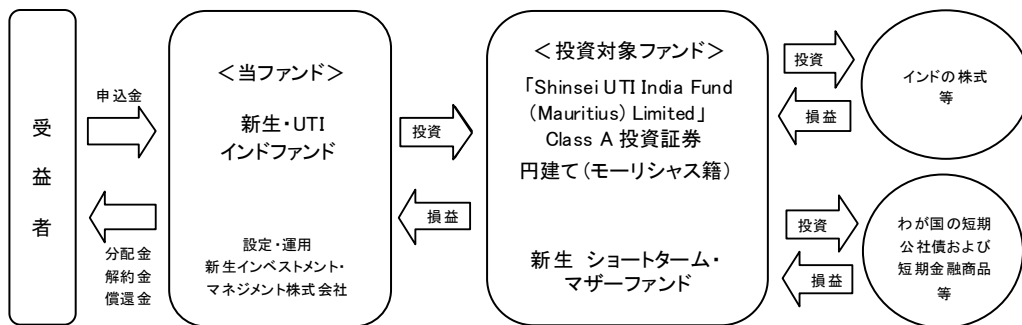 受
益
者
申込金
分配金
解約金
償還金
＜当ファンド＞
新生・UTI
インドファンド
設定・運用
新生インベストメント・
マネジメント株式会社
投資
損益
＜投資対象ファンド＞
「Shinsei UTI India Fund
(Mauritius) Limited」
Class A 投資証券
円建て（モーリシャス籍）
新生 ショートターム・
マザーファンド
投資
損益
インドの株式
等
投資
損益
わが国の短期
公社債および
短期金融商品
等